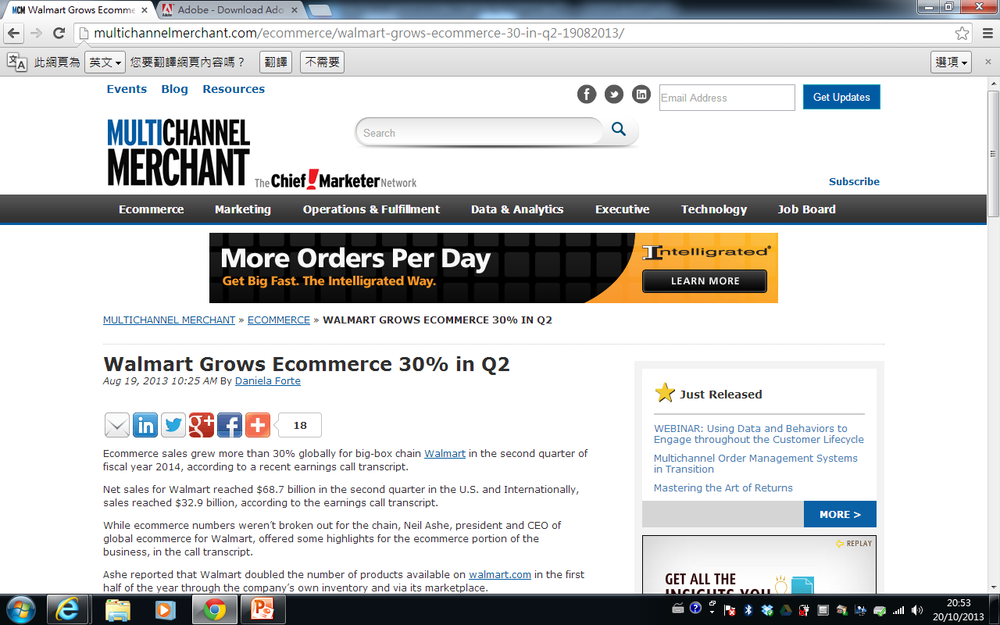 Walmart Grows Ecomme
Adobe - Download Ado
multichannelmerchant.com/ecommerce/walmart-grows-ecommerce-30-in-q2-19082013/
此網頁為 英文 您要翻譯網頁內容嗎？ 翻譯 不需要 選項
Events Blog Resources
Email Address Get Updates
MULTICHANNEL
MERCHANT
Search
The Chief!Marketer Network
Subscribe
Ecommerce Marketing Operations & Fulfillment Data & Analytics Executive Technology Job Board
More Orders Per Day
Get Big Fast. The Intelligrated Way.
Intelligrated®
LEARN MORE
MULTICHANNEL MERCHANT » ECOMMERCE » WALMART GROWS ECOMMERCE 30% IN Q2
Walmart Grows Ecommerce 30% in Q2
Aug 19, 2013 10:25 AM By Daniela Forte
18
Ecommerce sales grew more than 30% globally for big-box chain Walmart in the second quarter of
fiscal year 2014, according to a recent earnings call transcript.
Net sales for Walmart reached $68.7 billion in the second quarter in the U.S. and Internationally,
sales reached $32.9 billion, according to the earnings call transcript.
While ecommerce numbers weren't broken out for the chain, Neil Ashe, president and CEO of
global ecommerce for Walmart, offered some highlights for the ecommerce portion of the
business, in the call transcript.
Ashe reported that Walmart doubled the number of products available on walmart.com in the first
half of the year through the company's own inventory and via its marketplace.
Just Released
WEBINAR: Using Data and Behaviors to
Engage throughout the Customer Lifecycle
Multichannel Order Management Systems
in Transition
Mastering the Art of Returns
MORE >
REPLAY
GET ALL THE
INSIGHTS YOU
20:53
20/10/2013